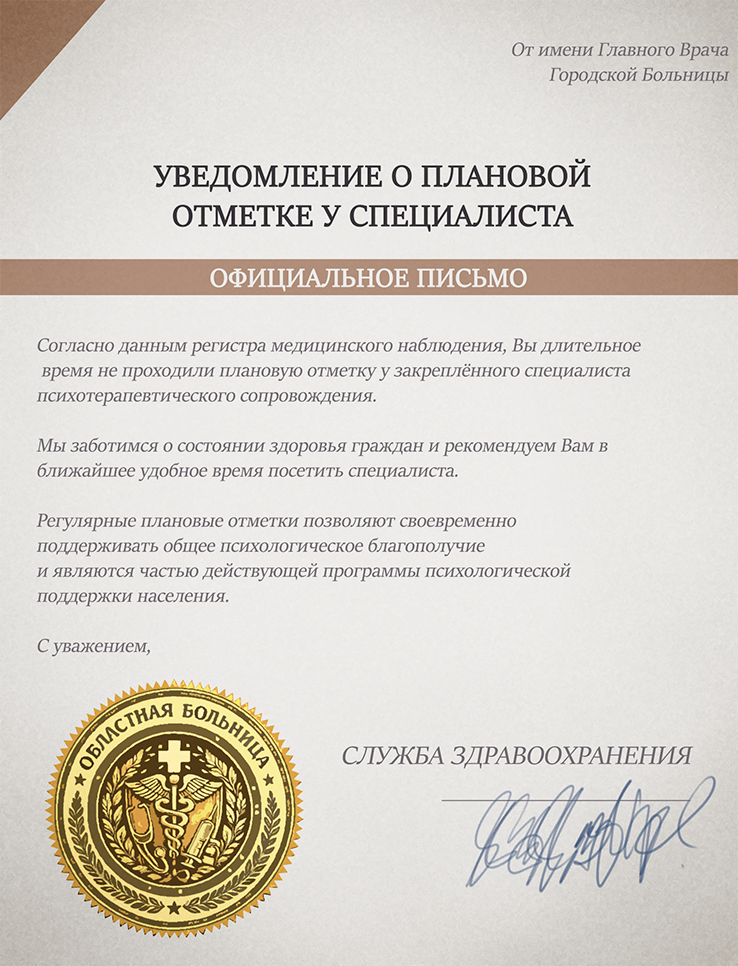 От имени Главного Врача
Городской Больницы
УВЕДОМЛЕНИЕ О ПЛАНОВОЙ
ОТМЕТКЕ У СПЕЦИАЛИСТА
ОФИЦИАЛЬНОЕ ПИСЬМО
Согласно данным регистра медицинского наблюдения, Вы длительное
время не проходили плановую отметку у закреплённого специалиста
психотерапевтического сопровождения.
Мы заботимся о состоянии здоровья граждан и рекомендуем Вам в
ближайшее удобное время посетить специалиста.
Регулярные плановые отметки позволяют своевременно
поддерживать общее психологическое благополучие
и являются частью действующей программы психологической
поддержки населения.
С уважением,
ОБЛАСТНАЯ БОЛЬНИЦА
СЛУЖБА ЗДРАВООХРАНЕНИЯ